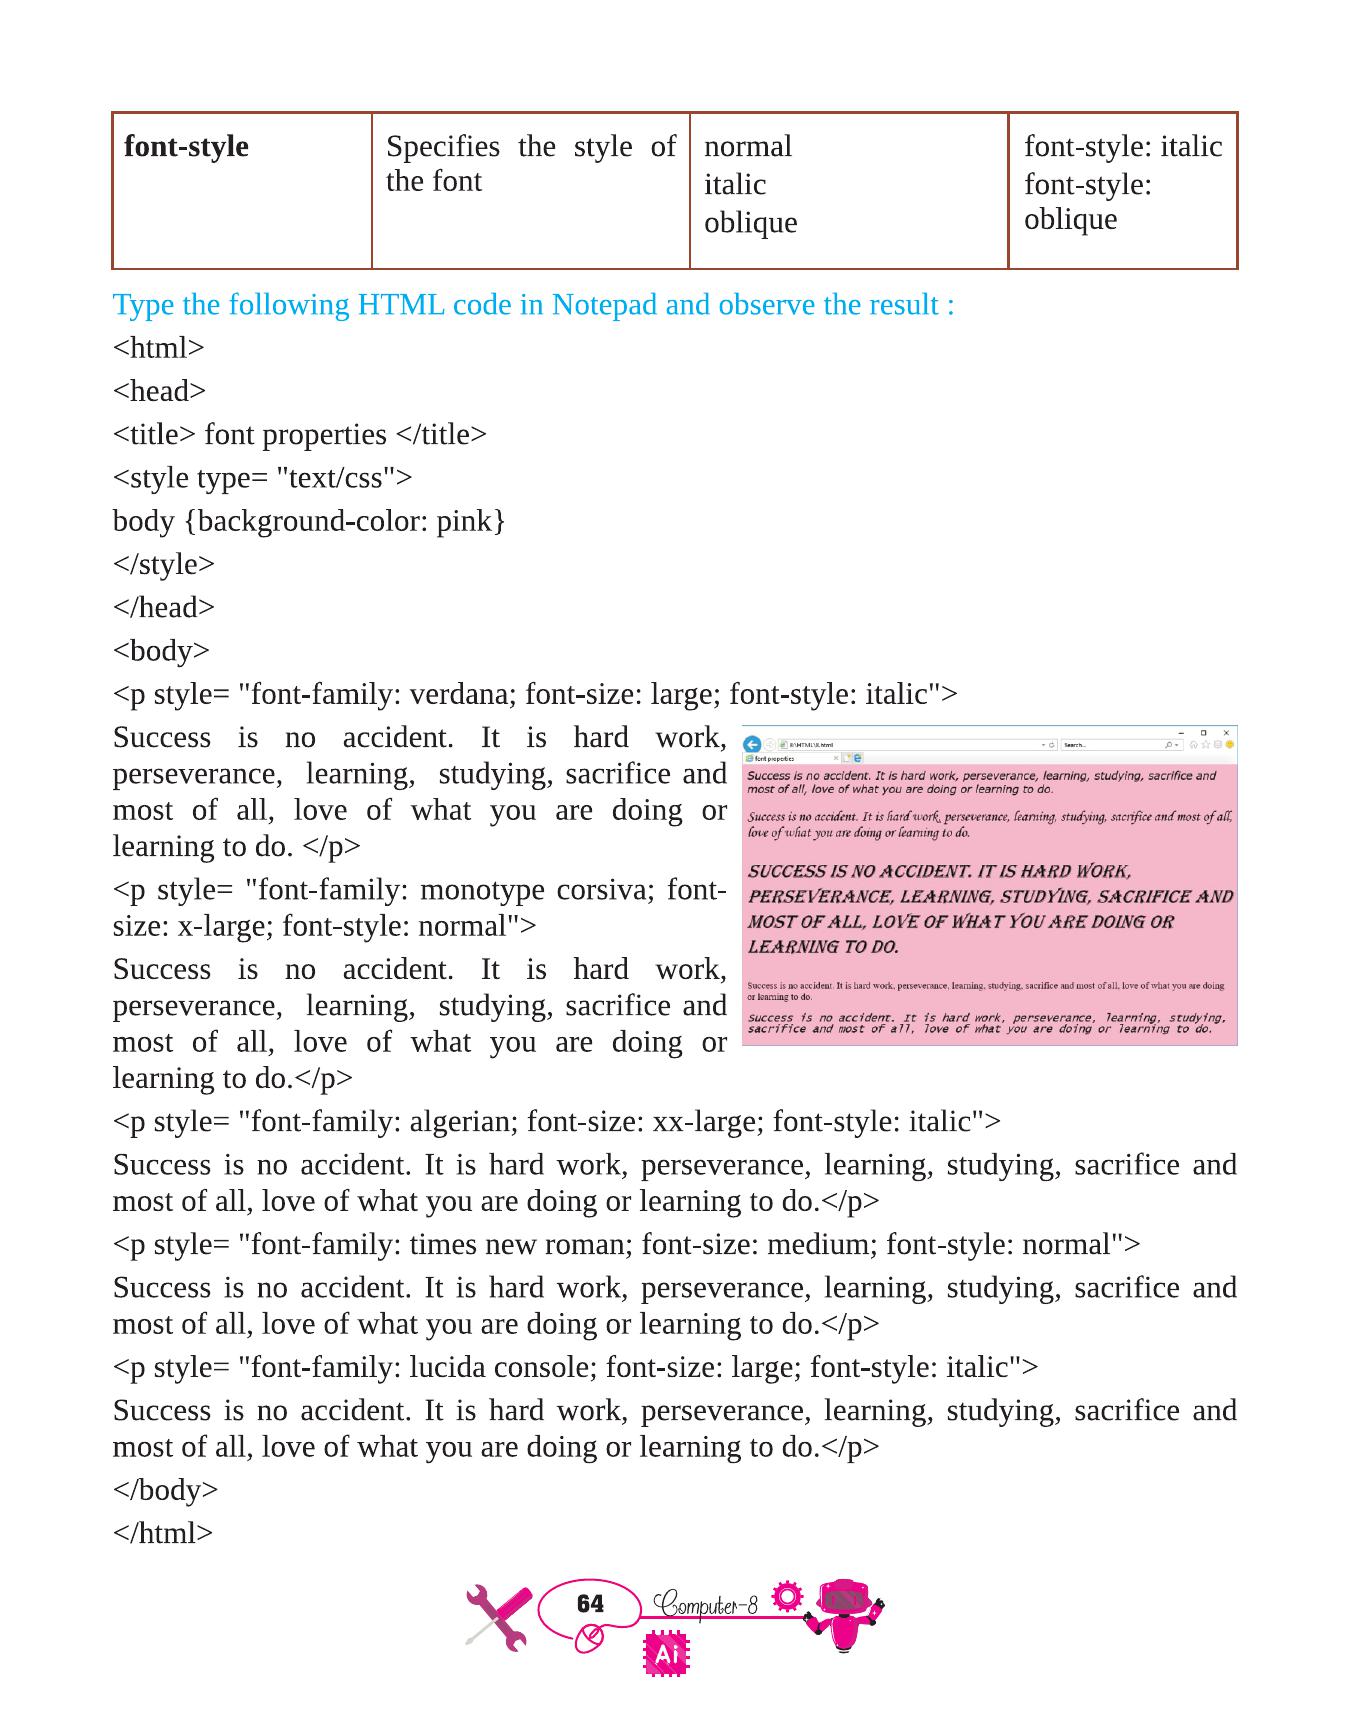 font-style
Specifies the style of
the font
normal
italic
oblique
font-style: italic
font-style:
oblique
Type the following HTML code in Notepad and observe the result :
<html>
<head>
<title> font properties </title>
<style type= "text/css">
body {background-color: pink}
</style>
</head>
<body>
<p style= "font-family: verdana; font-size: large; font-style: italic">
Success is no accident. It is hard work,
perseverance, learning, studying, sacrifice and
most of all, love of what you are doing or
learning to do. </p>
<p style= "font-family: monotype corsiva; font-
size: x-large; font-style: normal">
Success is no accident. It is hard work,
perseverance, learning, studying, sacrifice and
most of all, love of what you are doing or
learning to do.</p>
Search...
font properties
Success is no accident. It is hard work, perseverance, learning, studying, sacrifice and
most of all, love of what you are doing or learning to do.
Success is no accident. It is hard work, perseverance, learning, studying, sacrifice and most of all,
love of what you are doing or learning to do.
SUCCESS IS NO ACCIDENT. IT IS HARD WORK,
PERSEVERANCE, LEARNING, STUDYING, SACRIFICE AND
MOST OF ALL, LOVE OF WHAT YOU ARE DOING OR
LEARNING TO DO.
Success is no accident. It is hard work, perseverance, learning, studying, sacrifice and most of all, love of what you are doing
or learning to do.
Success is no accident. It is hard work, perseverance, learning, studying,
sacrifice and most of all, love of what you are doing or learning to do.
<p style= "font-family: algerian; font-size: xx-large; font-style: italic">
Success is no accident. It is hard work, perseverance, learning, studying, sacrifice and
most of all, love of what you are doing or learning to do.</p>
<p style= "font-family: times new roman; font-size: medium; font-style: normal">
Success is no accident. It is hard work, perseverance, learning, studying, sacrifice and
most of all, love of what you are doing or learning to do.</p>
<p style= "font-family: lucida console; font-size: large; font-style: italic">
Success is no accident. It is hard work, perseverance, learning, studying, sacrifice and
most of all, love of what you are doing or learning to do.</p>
</body>
</html>
64
Computer-8
Ai